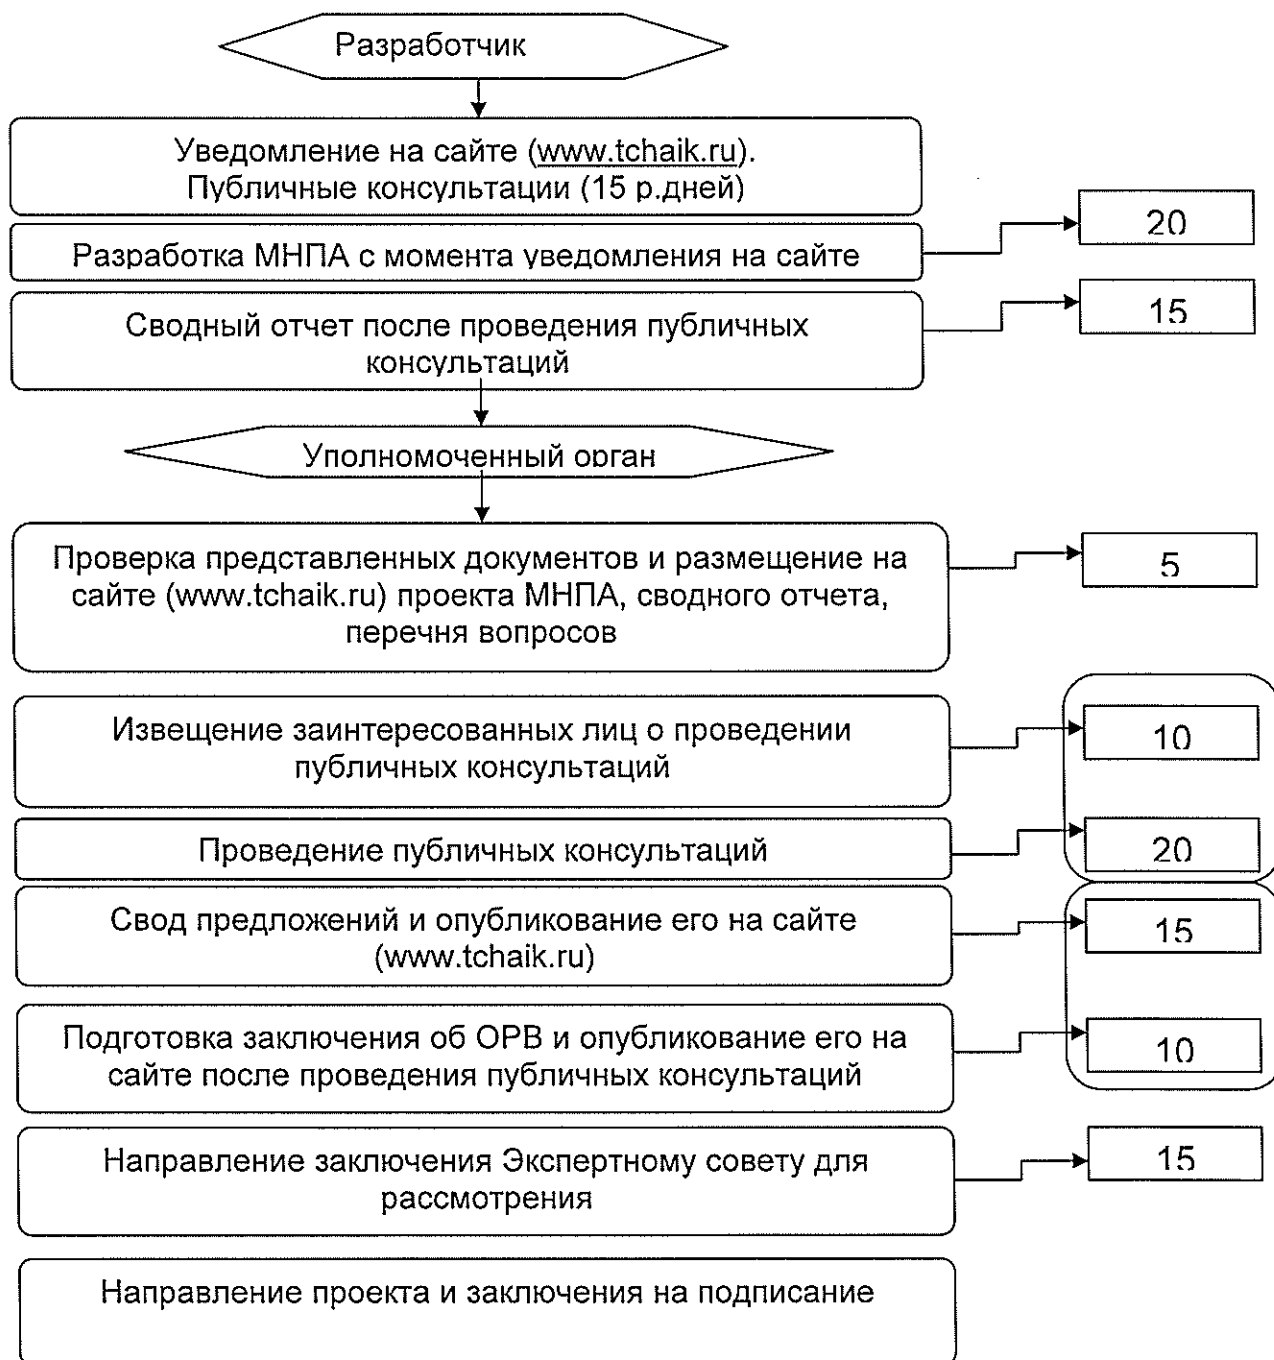 Разработчик
Уведомление на сайте (www.tchaik.ru).
Публичные консультации (15 р.дней)
20
Разработка МНПА с момента уведомления на сайте
15
Сводный отчет после проведения публичных
консультаций
Уполномоченный орган
Проверка представленных документов и размещение на
сайте (www.tchaik.ru) проекта МНПА, сводного отчета,
перечня вопросов
5
Извещение заинтересованных лиц о проведении
публичных консультаций
10
Проведение публичных консультаций
20
Свод предложений и опубликование его на сайте
(www.tchaik.ru)
15
Подготовка заключения об ОРВ и опубликование его на
сайте после проведения публичных консультаций
10
Направление заключения Экспертному совету для
рассмотрения
15
Направление проекта и заключения на подписание